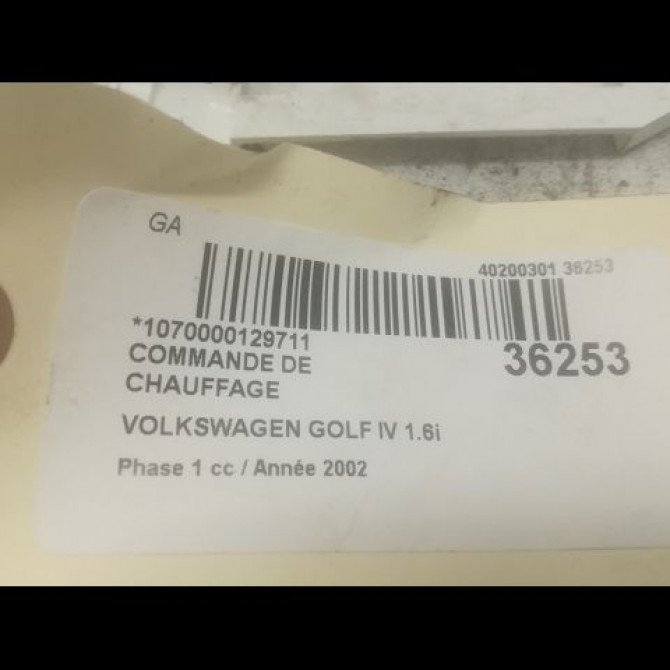 GA
40200301 36253
*1070000129711
36253
COMMANDE DE
CHAUFFAGE
VOLKSWAGEN GOLF IV 1.6i
Phase 1 cc / Année 2002